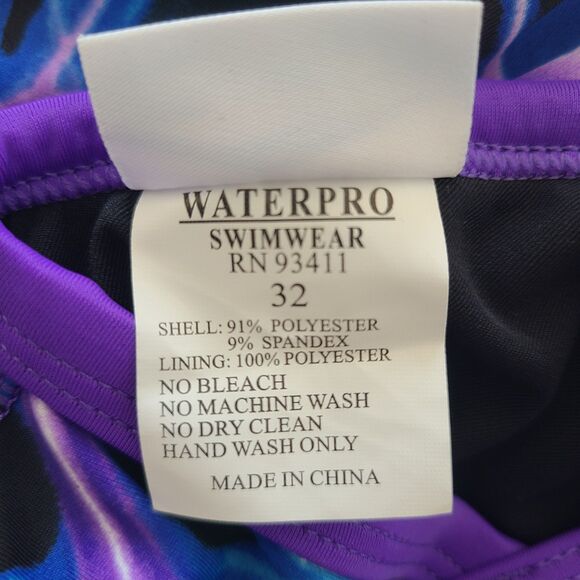 WATERPRO
SWIMWEAR
RN 93411
32
SHELL: 91% POLYESTER
9% SPANDEX
LINING: 100% POLYESTER
NO BLEACH
NO MACHINE WASH
NO DRY CLEAN
HAND WASH ONLY
MADE IN CHINA